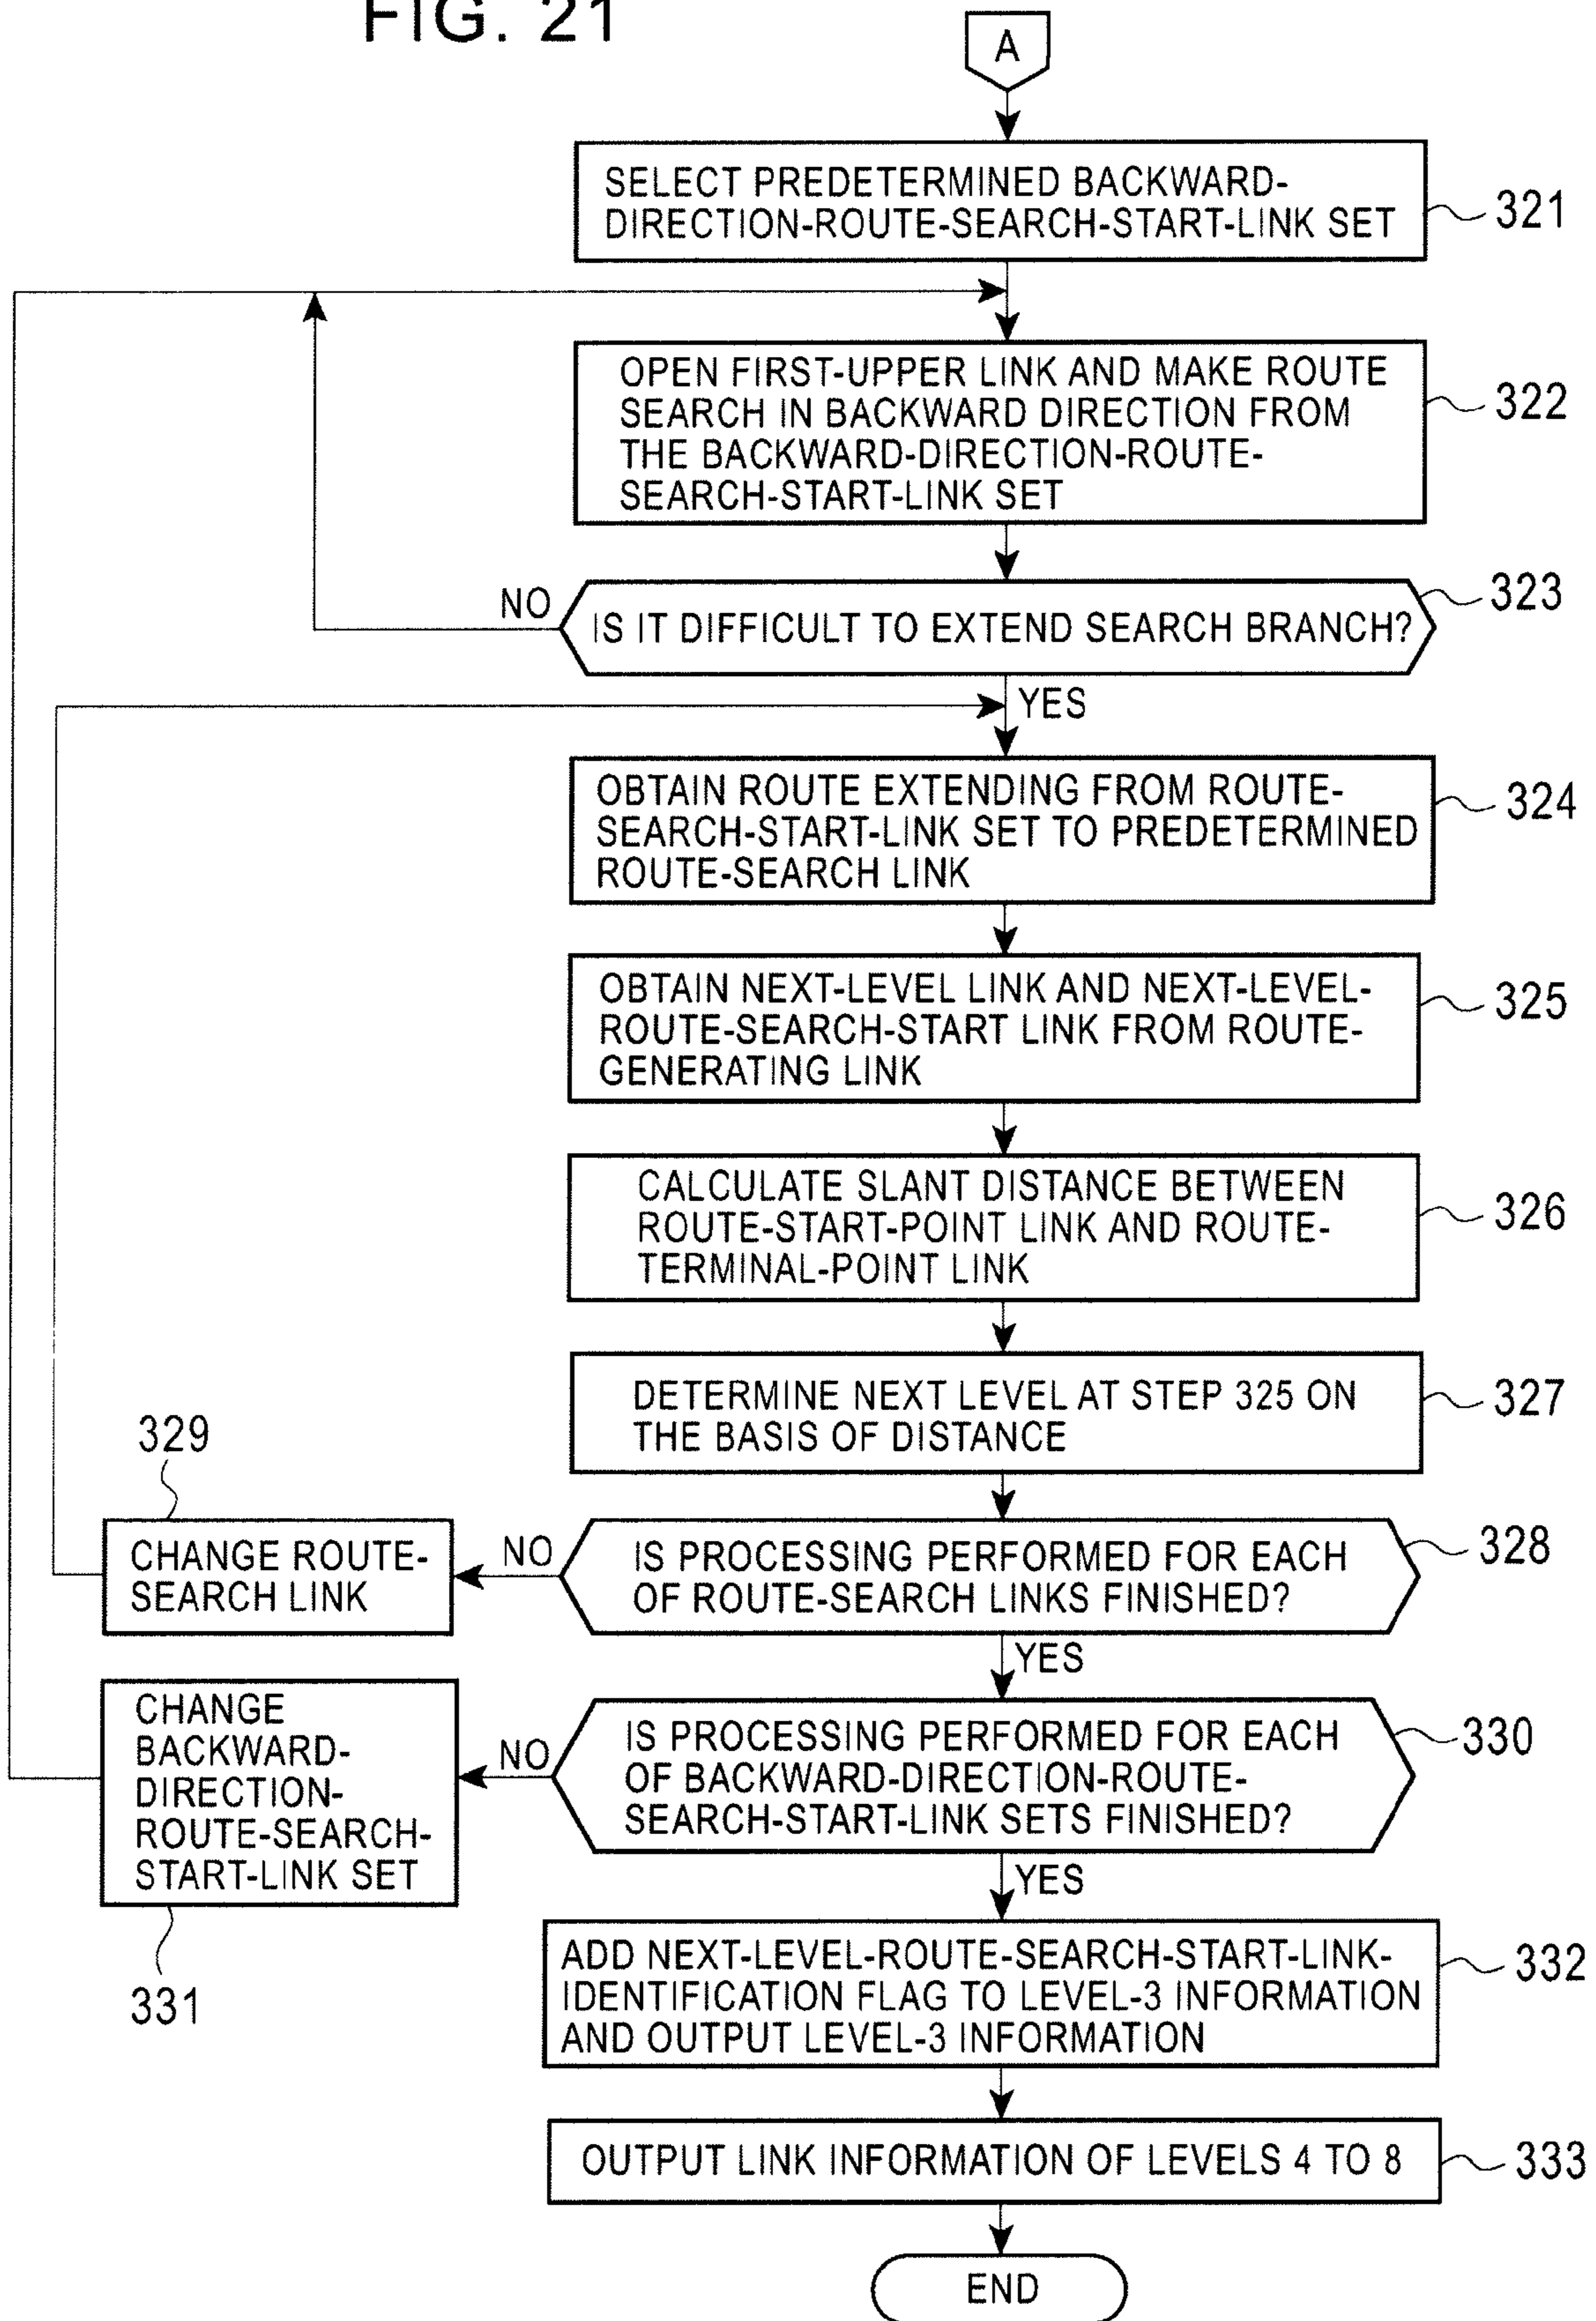 FIG. 21
A
SELECT PREDETERMINED BACKWARD-
DIRECTION-ROUTE-SEARCH-START-LINK SET
321
OPEN FIRST-UPPER LINK AND MAKE ROUTE
SEARCH IN BACKWARD DIRECTION FROM
THE BACKWARD-DIRECTION-ROUTE-
SEARCH-START-LINK SET
322
NO
IS IT DIFFICULT TO EXTEND SEARCH BRANCH?
323
YES
OBTAIN ROUTE EXTENDING FROM ROUTE-
SEARCH-START-LINK SET TO PREDETERMINED
ROUTE-SEARCH LINK
324
OBTAIN NEXT-LEVEL LINK AND NEXT-LEVEL-
ROUTE-SEARCH-START LINK FROM ROUTE-
GENERATING LINK
325
CALCULATE SLANT DISTANCE BETWEEN
ROUTE-START-POINT LINK AND ROUTE-
TERMINAL-POINT LINK
326
DETERMINE NEXT LEVEL AT STEP 325 ON
THE BASIS OF DISTANCE
327
329
CHANGE ROUTE-
SEARCH LINK
NO
IS PROCESSING PERFORMED FOR EACH
OF ROUTE-SEARCH LINKS FINISHED?
328
YES
CHANGE
BACKWARD-
DIRECTION-
ROUTE-SEARCH-
START-LINK SET
331
NO
IS PROCESSING PERFORMED FOR EACH
OF BACKWARD-DIRECTION-ROUTE-
SEARCH-START-LINK SETS FINISHED?
330
YES
ADD NEXT-LEVEL-ROUTE-SEARCH-START-LINK-
IDENTIFICATION FLAG TO LEVEL-3 INFORMATION
AND OUTPUT LEVEL-3 INFORMATION
332
OUTPUT LINK INFORMATION OF LEVELS 4 TO 8
333
END